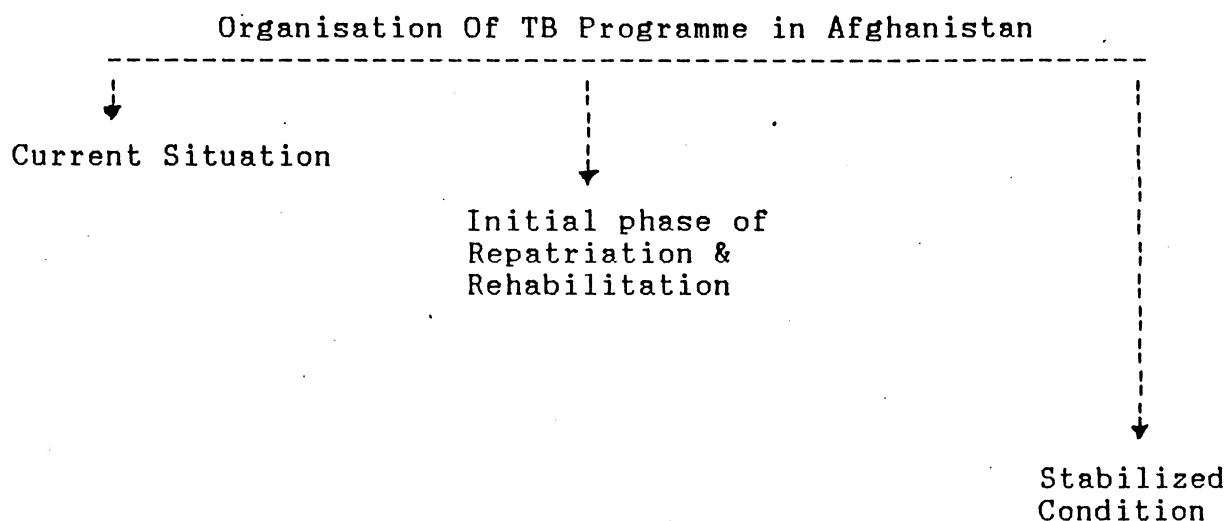 Organisation Of TB Programme in Afghanistan
Current Situation
Initial phase of
Repatriation &
Rehabilitation
Stabilized
Condition